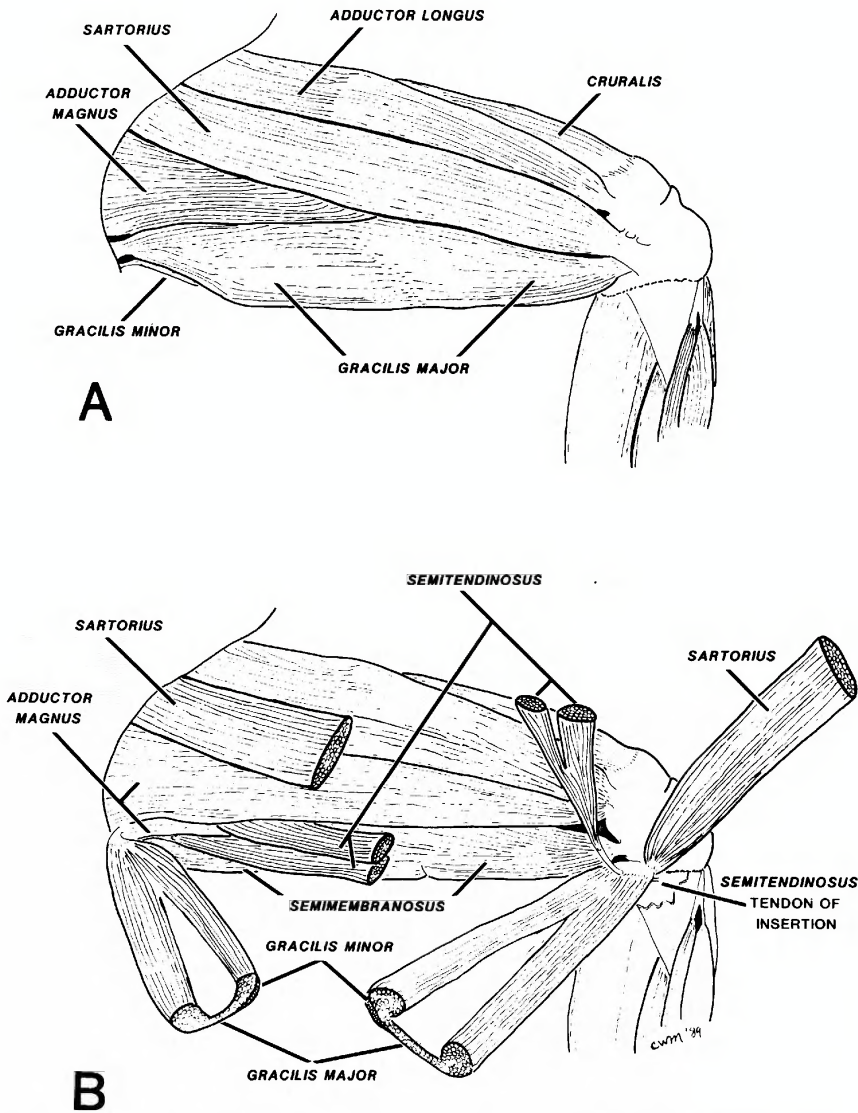 ADDUCTOR LONGUS
SARTORIUS
CRURALIS
ADDUCTOR
MAGNUS
GRACILIS MINOR
GRACILIS MAJOR
A
SEMITENDINOSUS
SARTORIUS
SARTORIUS
ADDUCTOR
MAGNUS
SEMITENDINOSUS
TENDON OF
INSERTION
SEMIMEMBRANOSUS
GRACILIS MINOR
GRACILIS MAJOR
CWM '89
B